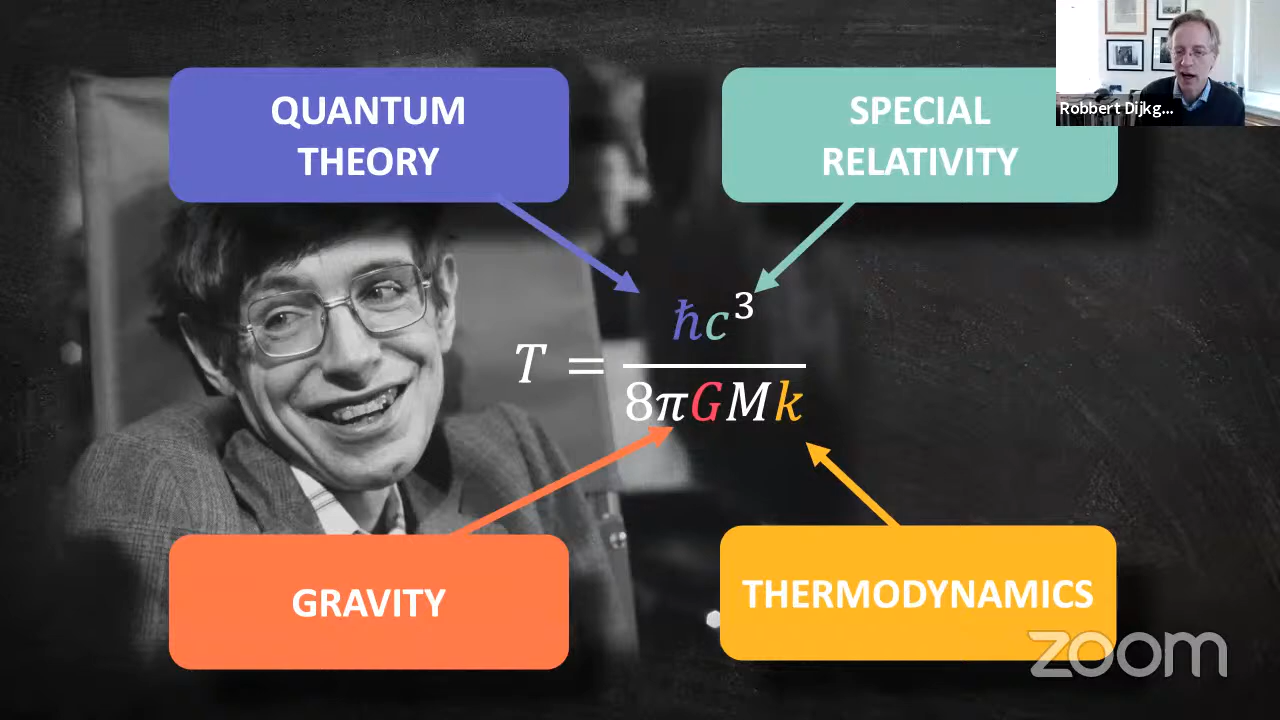 QUANTUM
THEORY
SPECIAL
RELATIVITY
Robbert Dijkg...
T = ħc³
8πGMk
GRAVITY
THERMODYNAMICS
zoom